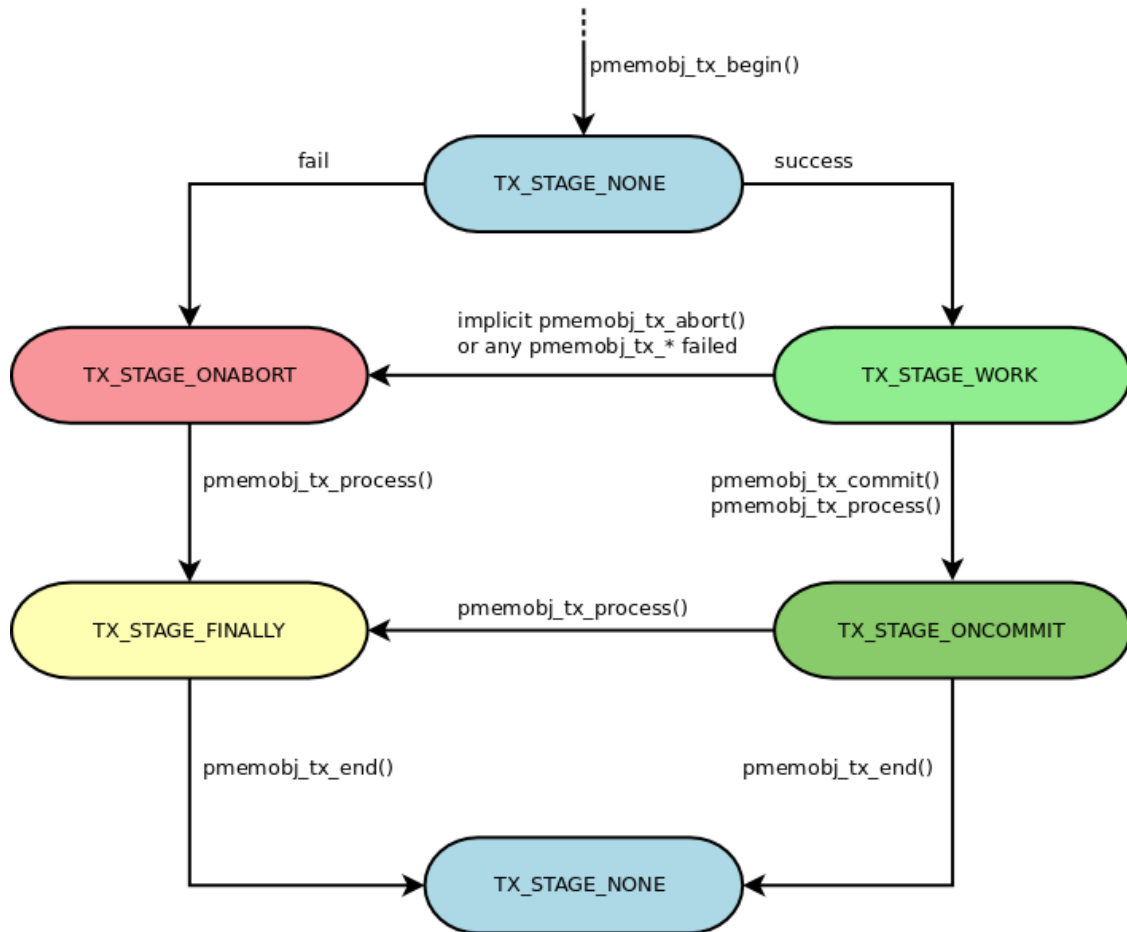 pmemobj_tx_begin()
fail
TX_STAGE_NONE
success
implicit pmemobj_tx_abort()
or any pmemobj_tx_* failed
TX_STAGE_ONABORT
TX_STAGE_WORK
pmemobj_tx_process()
pmemobj_tx_commit()
pmemobj_tx_process()
TX_STAGE_FINALLY
pmemobj_tx_process()
TX_STAGE_ONCOMMIT
pmemobj_tx_end()
pmemobj_tx_end()
TX_STAGE_NONE